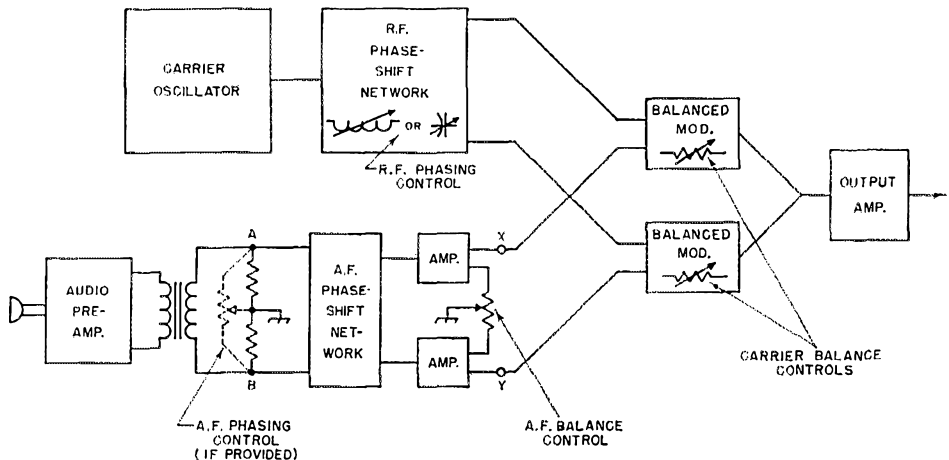 CARRIER
OSCILLATOR
R.F.
PHASE-
SHIFT
NETWORK
OR
R.F. PHASING
CONTROL
BALANCED
MOD.
BALANCED
MOD.
OUTPUT
AMP.
CARRIER BALANCE
CONTROLS
AUDIO
PRE-
AMP.
A
B
A.F.
PHASE-
SHIFT
NET-
WORK
AMP.
AMP.
X
Y
A.F. PHASING
CONTROL
(IF PROVIDED)
A.F. BALANCE
CONTROL